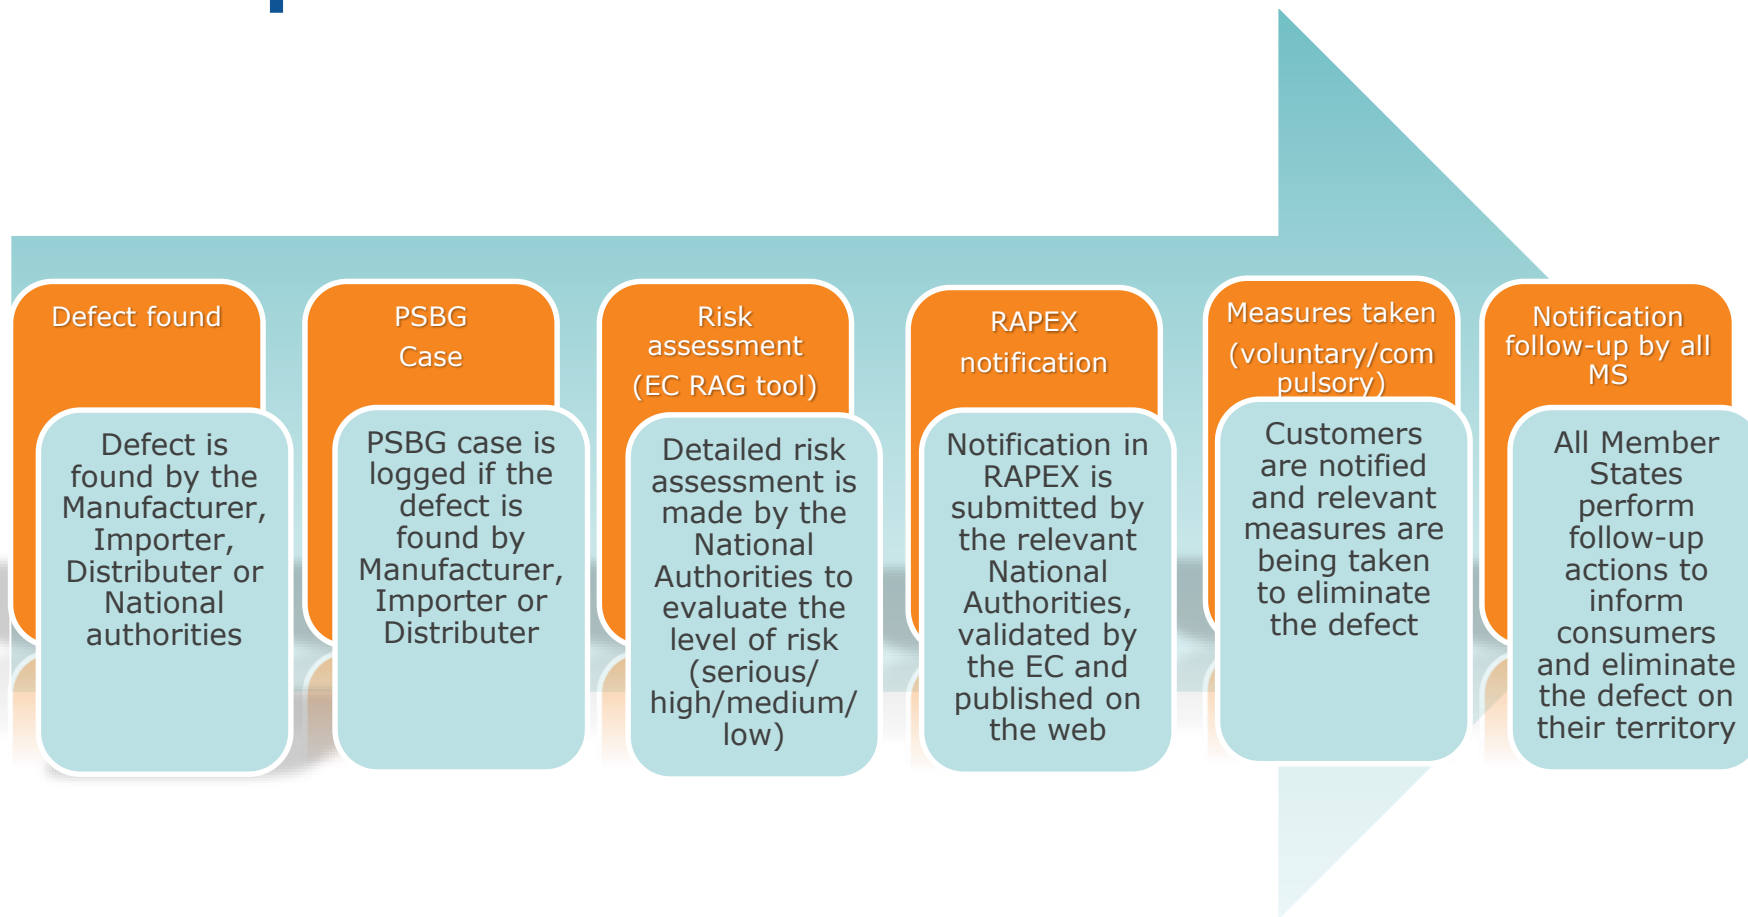 Defect found
Defect is
found by the
Manufacturer,
Importer,
Distributer or
National
authorities
PSBG
Case
PSBG case is
logged if the
defect is
found by
Manufacturer,
Importer or
Distributer
Risk
assessment
(EC RAG tool)
Detailed risk
assessment is
made by the
National
Authorities to
evaluate the
level of risk
(serious/
high/medium/
low)
RAPEX
notification
Notification in
RAPEX is
submitted by
the relevant
National
Authorities,
validated by
the EC and
published on
the web
Measures taken
(voluntary/com
pulsory)
Customers
are notified
and relevant
measures are
being taken
to eliminate
the defect
Notification
follow-up by all
MS
All Member
States
perform
follow-up
actions to
inform
consumers
and eliminate
the defect on
their territory